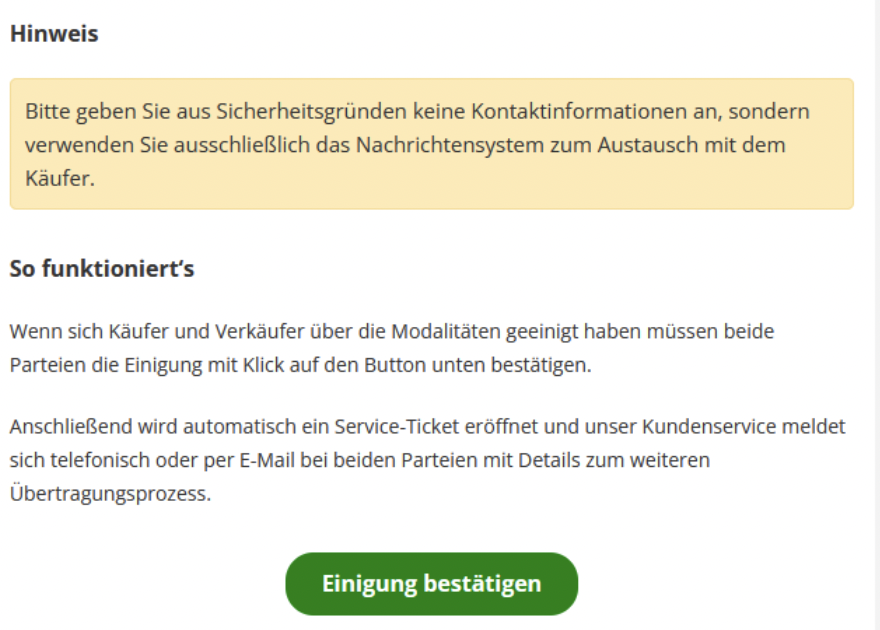 Hinweis
Bitte geben Sie aus Sicherheitsgründen keine Kontaktinformationen an, sondern
verwenden Sie ausschließlich das Nachrichtensystem zum Austausch mit dem
Käufer.
So funktioniert‘s
Wenn sich Käufer und Verkäufer über die Modalitäten geeinigt haben müssen beide
Parteien die Einigung mit Klick auf den Button unten bestätigen.
Anschließend wird automatisch ein Service-Ticket eröffnet und unser Kundenservice meldet
sich telefonisch oder per E-Mail bei beiden Parteien mit Details zum weiteren
Übertragungsprozess.
Einigung bestätigen